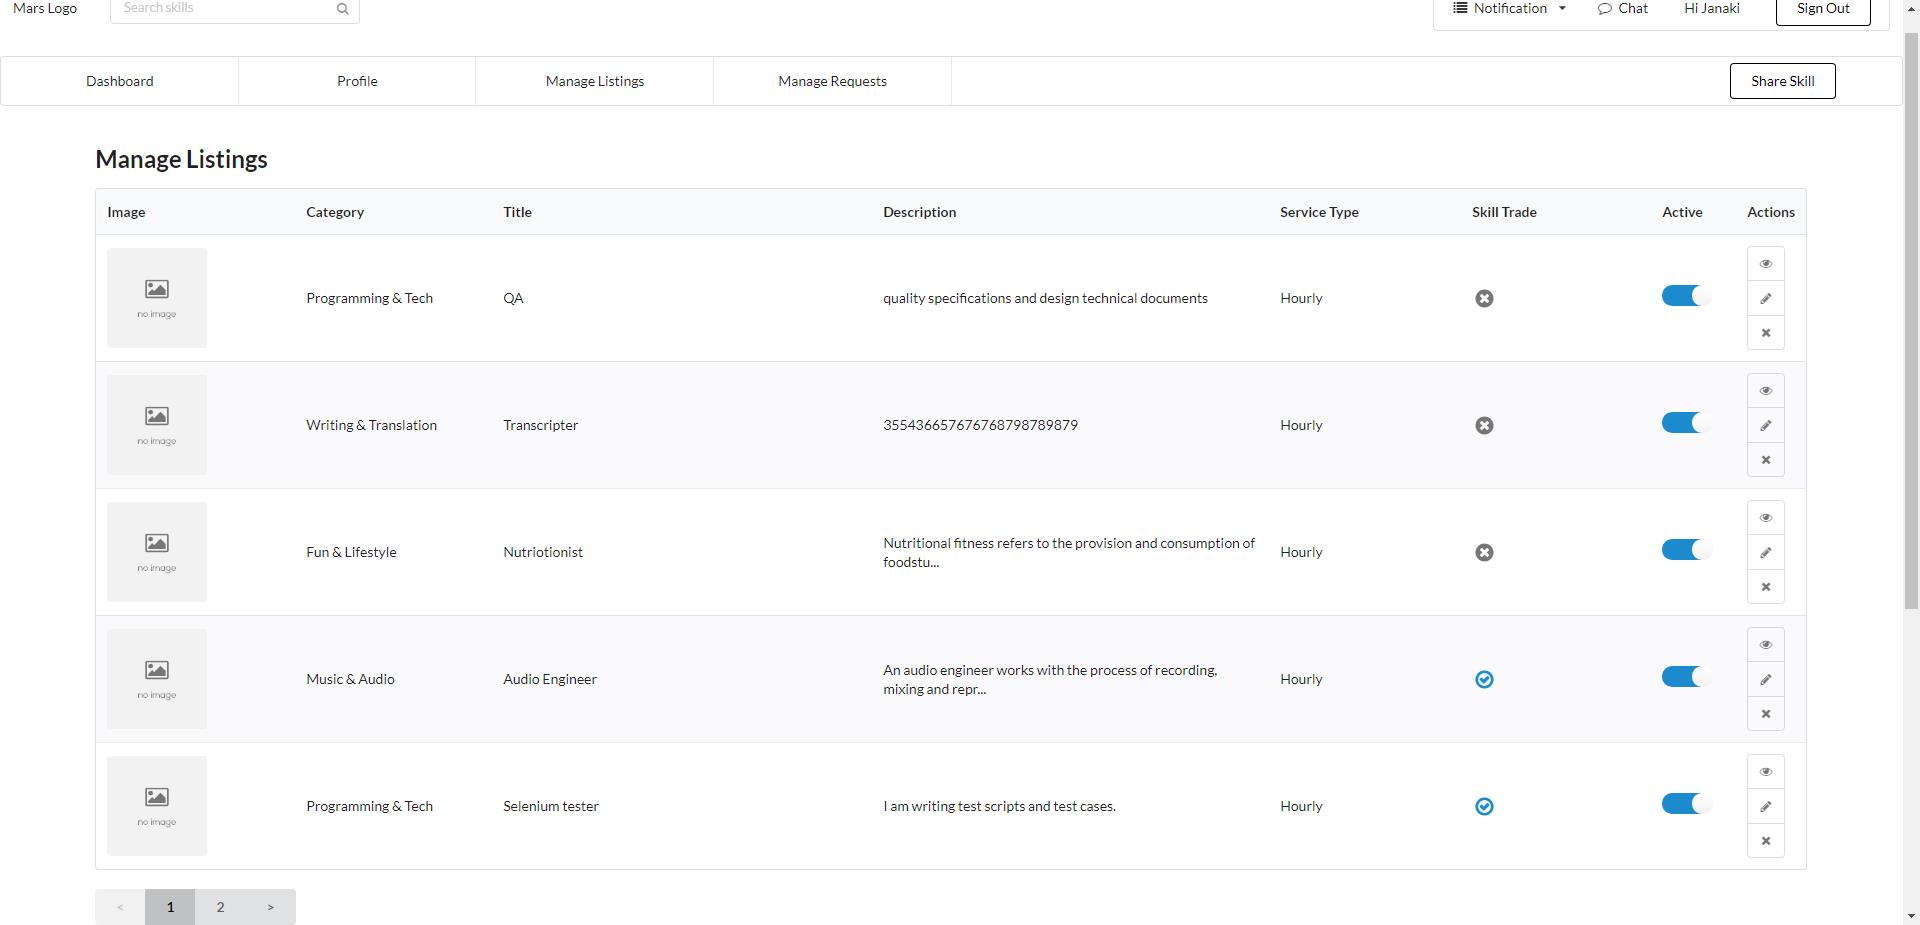 Mars Logo Search skills Notification Chat Hi Janaki Sign Out
Dashboard Profile Manage Listings Manage Requests Share Skill
Manage Listings
Image Category Title Description Service Type Skill Trade Active Actions
no image Programming & Tech QA quality specifications and design technical documents Hourly
no image Writing & Translation Transcripter 355436657676768798789879 Hourly
no image Fun & Lifestyle Nutriotionist Nutritional fitness refers to the provision and consumption of
foodstu... Hourly
no image Music & Audio Audio Engineer An audio engineer works with the process of recording,
mixing and repr... Hourly
no image Programming & Tech Selenium tester I am writing test scripts and test cases. Hourly
< 1 2 >